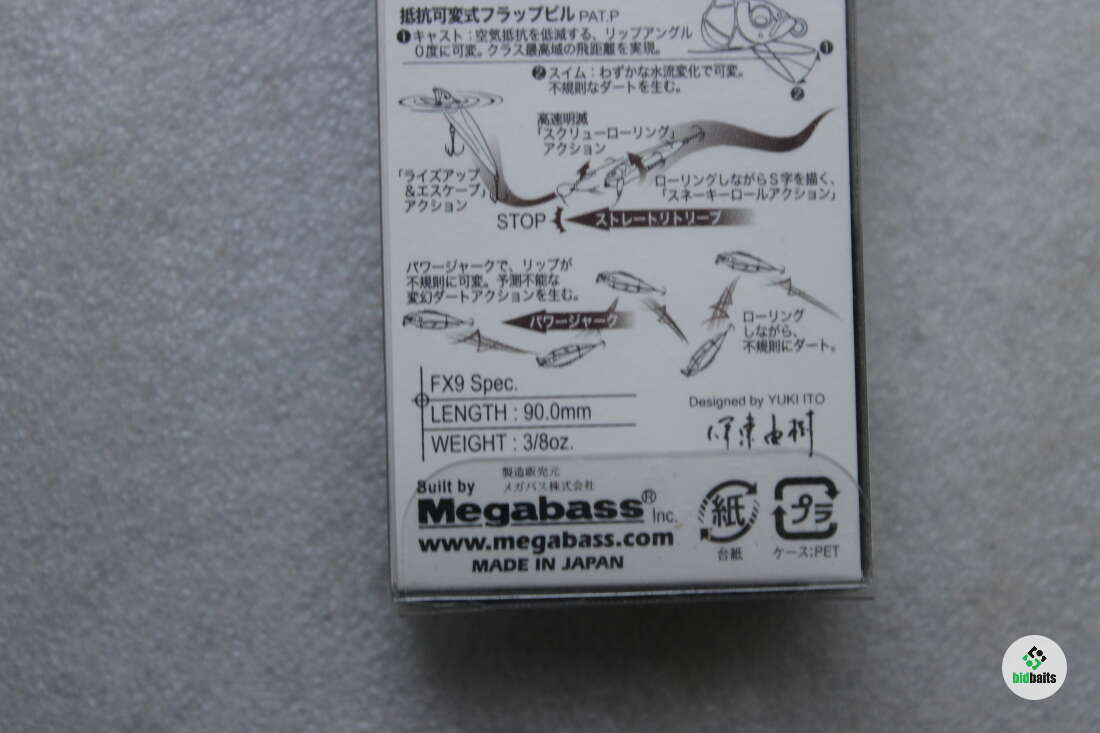 抵抗可変式フラップビル PAT.P
❶キャスト：空気抵抗を低減する、リップアングル
０度に可変。クラス最高域の飛距離を実現。
❶
❷スイム：わずかな水流変化で可変。
不規則なダートを生む。
❷
高速明滅
「スクリューローリング」
アクション
「ライズアップ
＆エスケープ」
アクション
ローリングしながらＳ字を描く、
「スネーキーロールアクション」
STOP
ストレートリトリーブ
パワージャークで、リップが
不規則に可変。予測不能な
変幻ダートアクションを生む。
パワージャーク
ローリング
しながら、
不規則にダート。
FX9 Spec.
LENGTH : 90.0mm
WEIGHT : 3/8oz.
Designed by YUKI ITO
伊東由樹
製造販売元
メガバス株式会社
Built by
Megabass® Inc.
www.megabass.com
MADE IN JAPAN
紙
台紙
プラ
ケース:PET
bidbaits